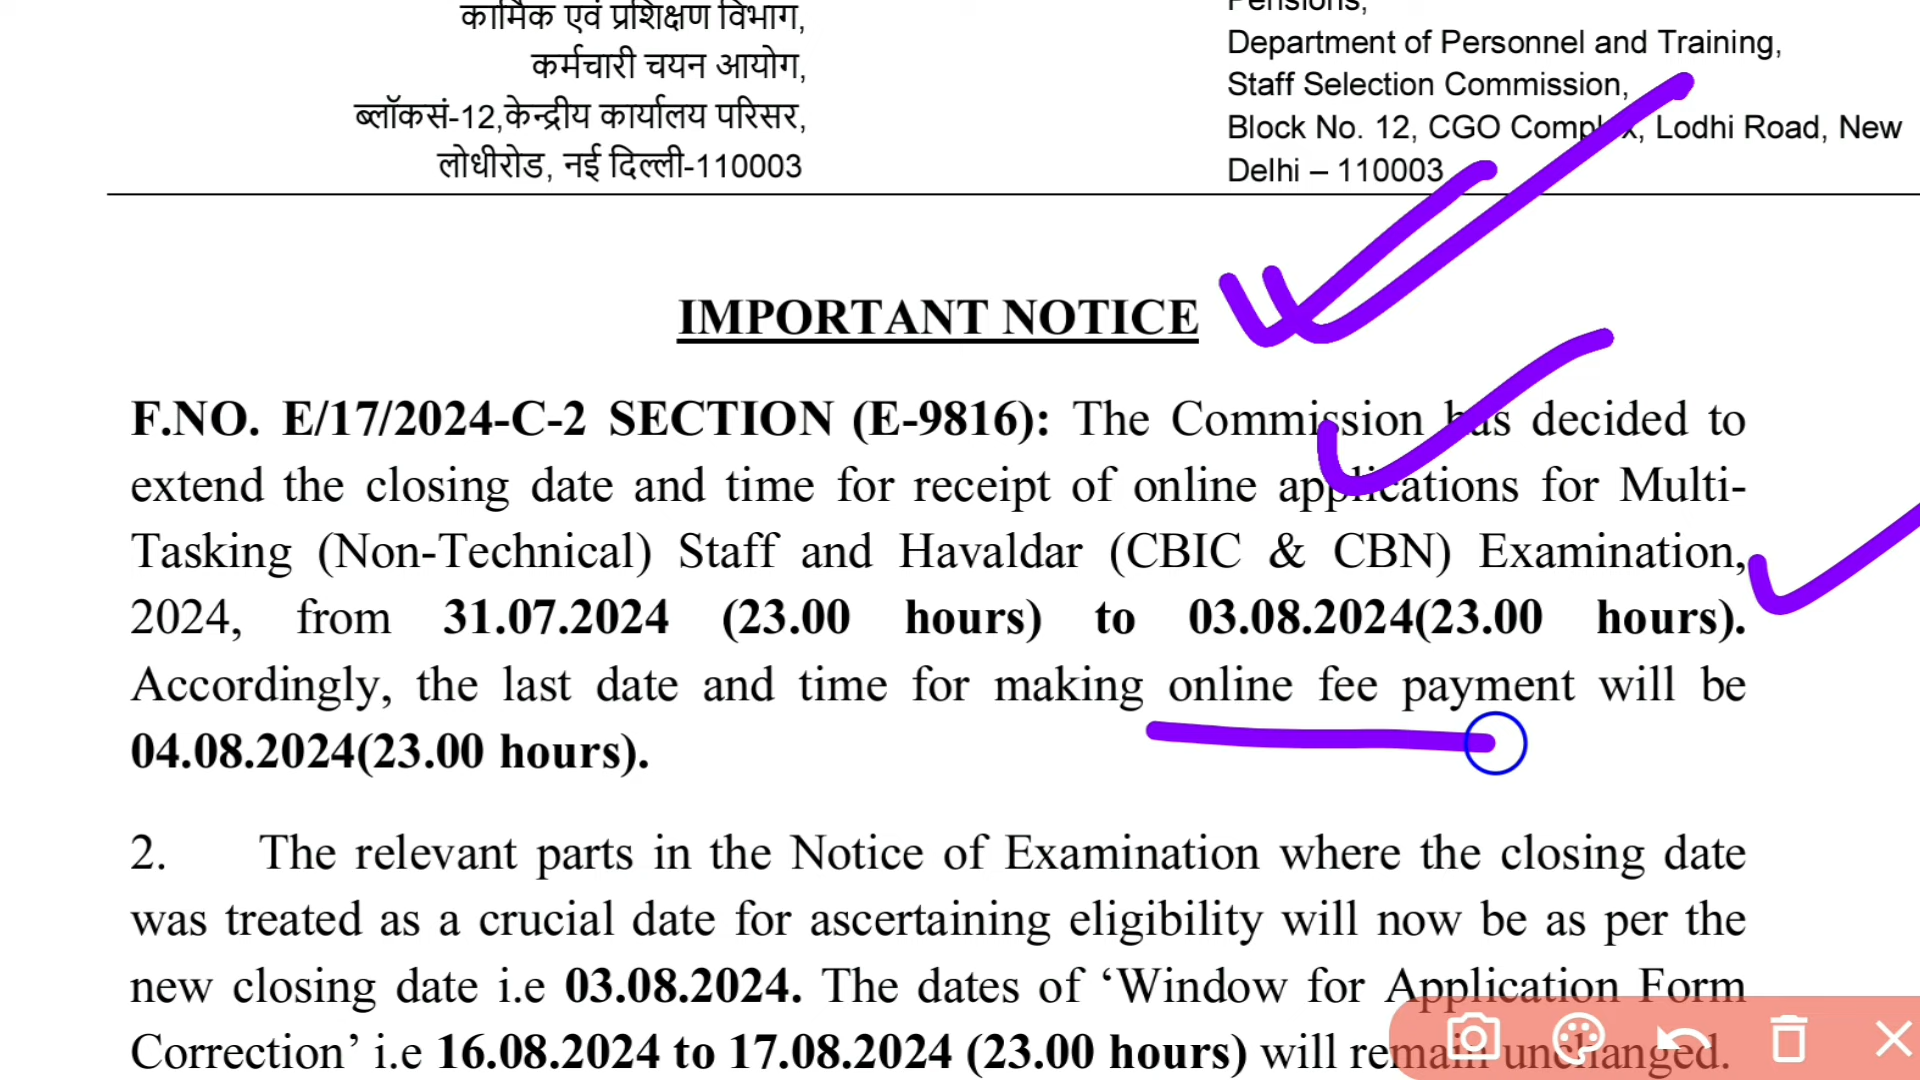 कार्मिक एवं प्रशिक्षण विभाग,
कर्मचारी चयन आयोग,
ब्लॉकसं-12,केन्द्रीय कार्यालय परिसर,
लोधीरोड, नई दिल्ली-110003
Pensions,
Department of Personnel and Training,
Staff Selection Commission,
Block No. 12, CGO Complex, Lodhi Road, New
Delhi – 110003
IMPORTANT NOTICE
F.NO. E/17/2024-C-2 SECTION (E-9816): The Commission has decided to
extend the closing date and time for receipt of online applications for Multi-
Tasking (Non-Technical) Staff and Havaldar (CBIC & CBN) Examination,
2024, from 31.07.2024 (23.00 hours) to 03.08.2024(23.00 hours).
Accordingly, the last date and time for making online fee payment will be
04.08.2024(23.00 hours).
2. The relevant parts in the Notice of Examination where the closing date
was treated as a crucial date for ascertaining eligibility will now be as per the
new closing date i.e 03.08.2024. The dates of ‘Window for Application Form
Correction’ i.e 16.08.2024 to 17.08.2024 (23.00 hours) will remain unchanged.